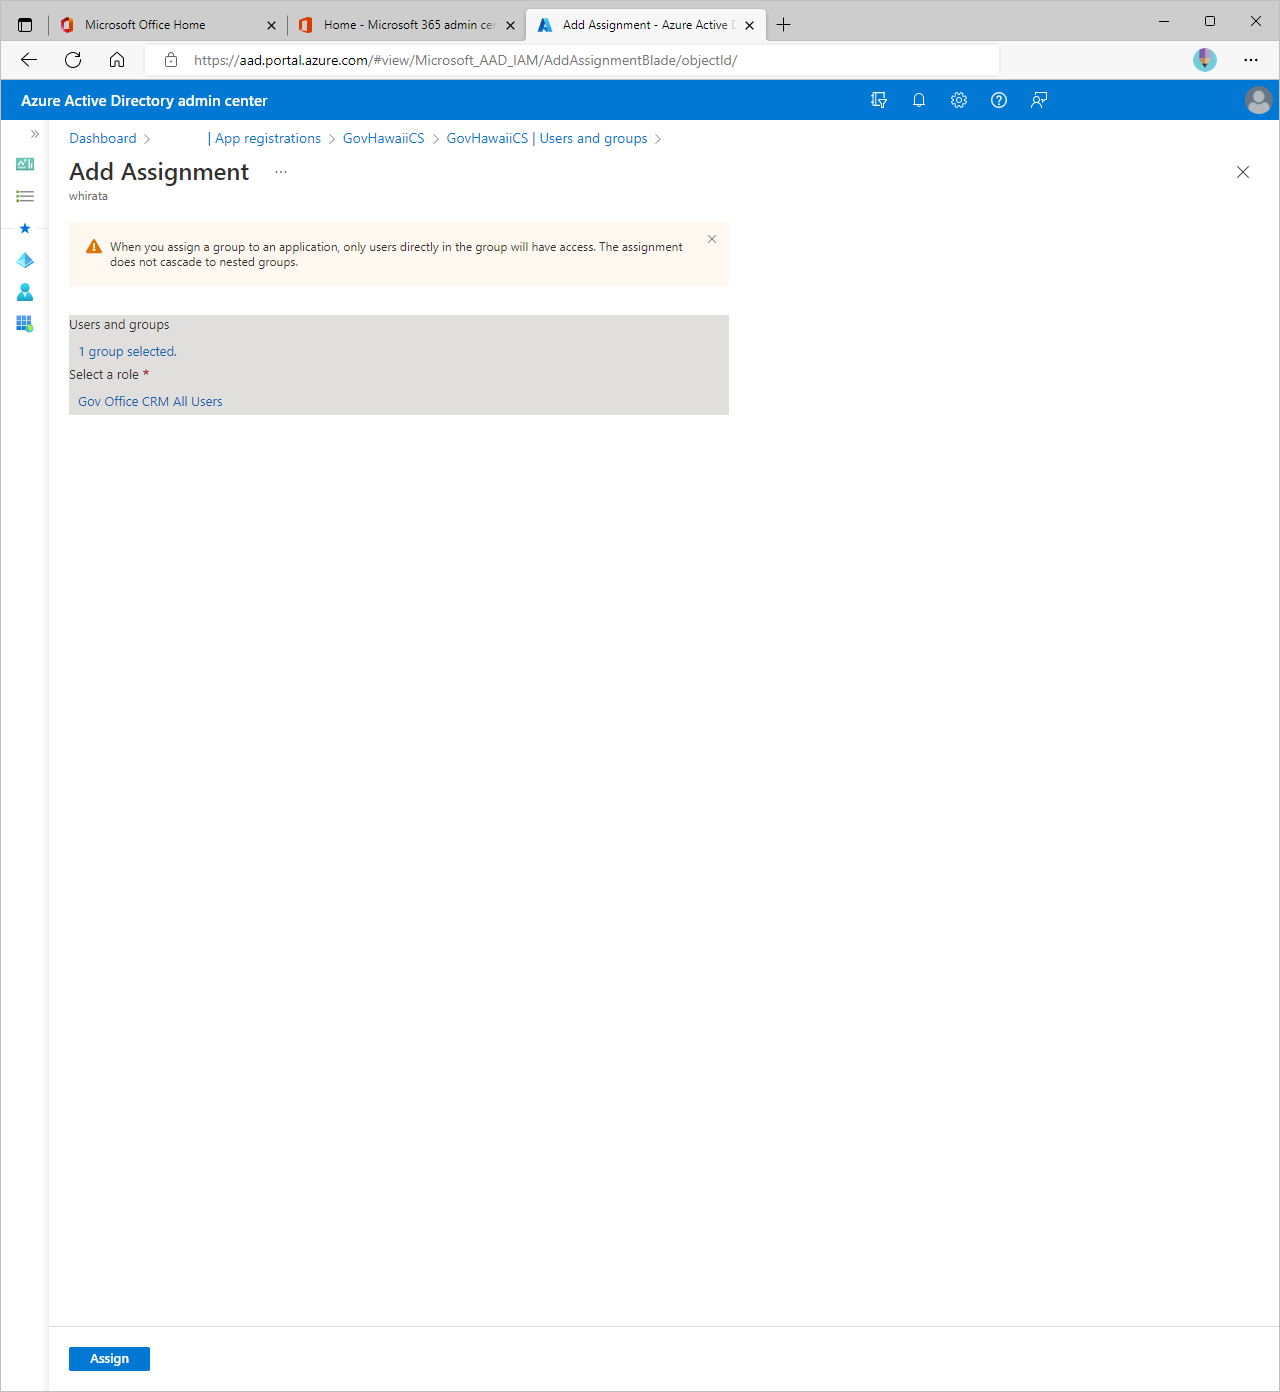 Microsoft Office Home
Home - Microsoft 365 admin cer
Add Assignment - Azure Active D
https://aad.portal.azure.com/#view/Microsoft_AAD_IAM/AddAssignmentBlade/objectId/
Azure Active Directory admin center
Dashboard > | App registrations > GovHawaiiCS > GovHawaiiCS | Users and groups >
Add Assignment ...
whirata
When you assign a group to an application, only users directly in the group will have access. The assignment
does not cascade to nested groups.
Users and groups
1 group selected.
Select a role *
Gov Office CRM All Users
Assign